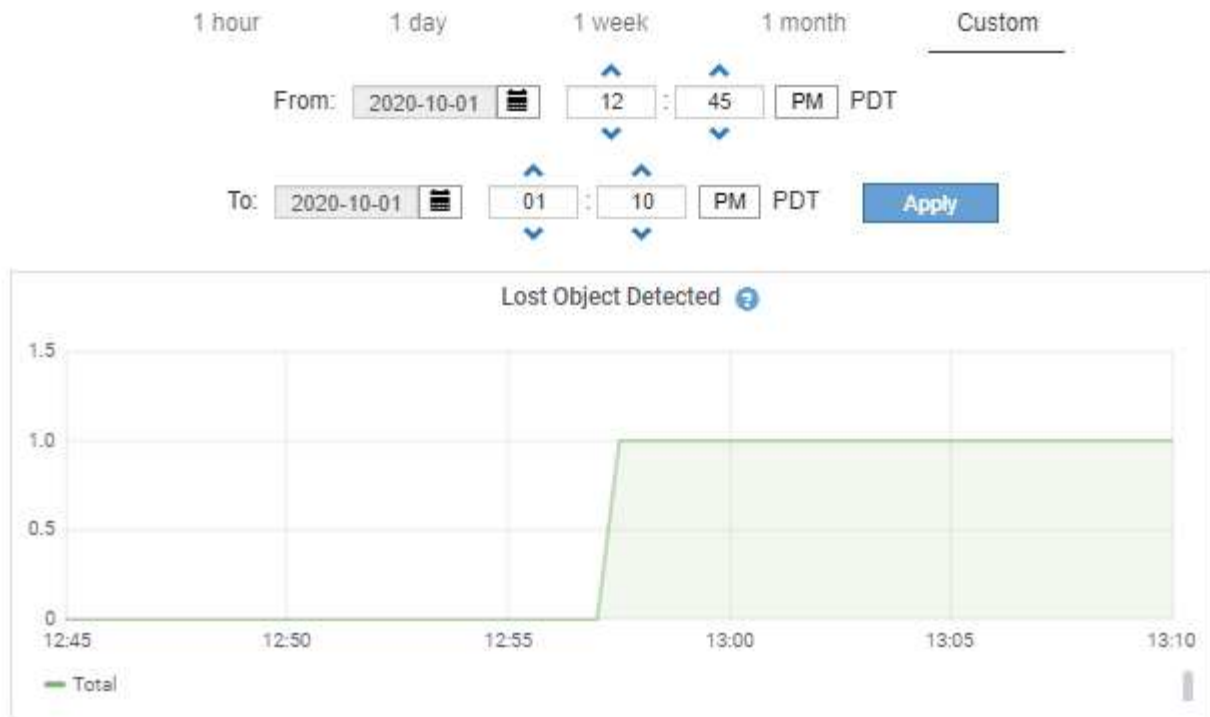 1 hour 1 day 1 week 1 month Custom
From: 2020-10-01 12 : 45 PM PDT
To: 2020-10-01 01 : 10 PM PDT Apply
Lost Object Detected ?
1.5
1.0
0.5
0
12:45 12:50 12:55 13:00 13:05 13:10
Total